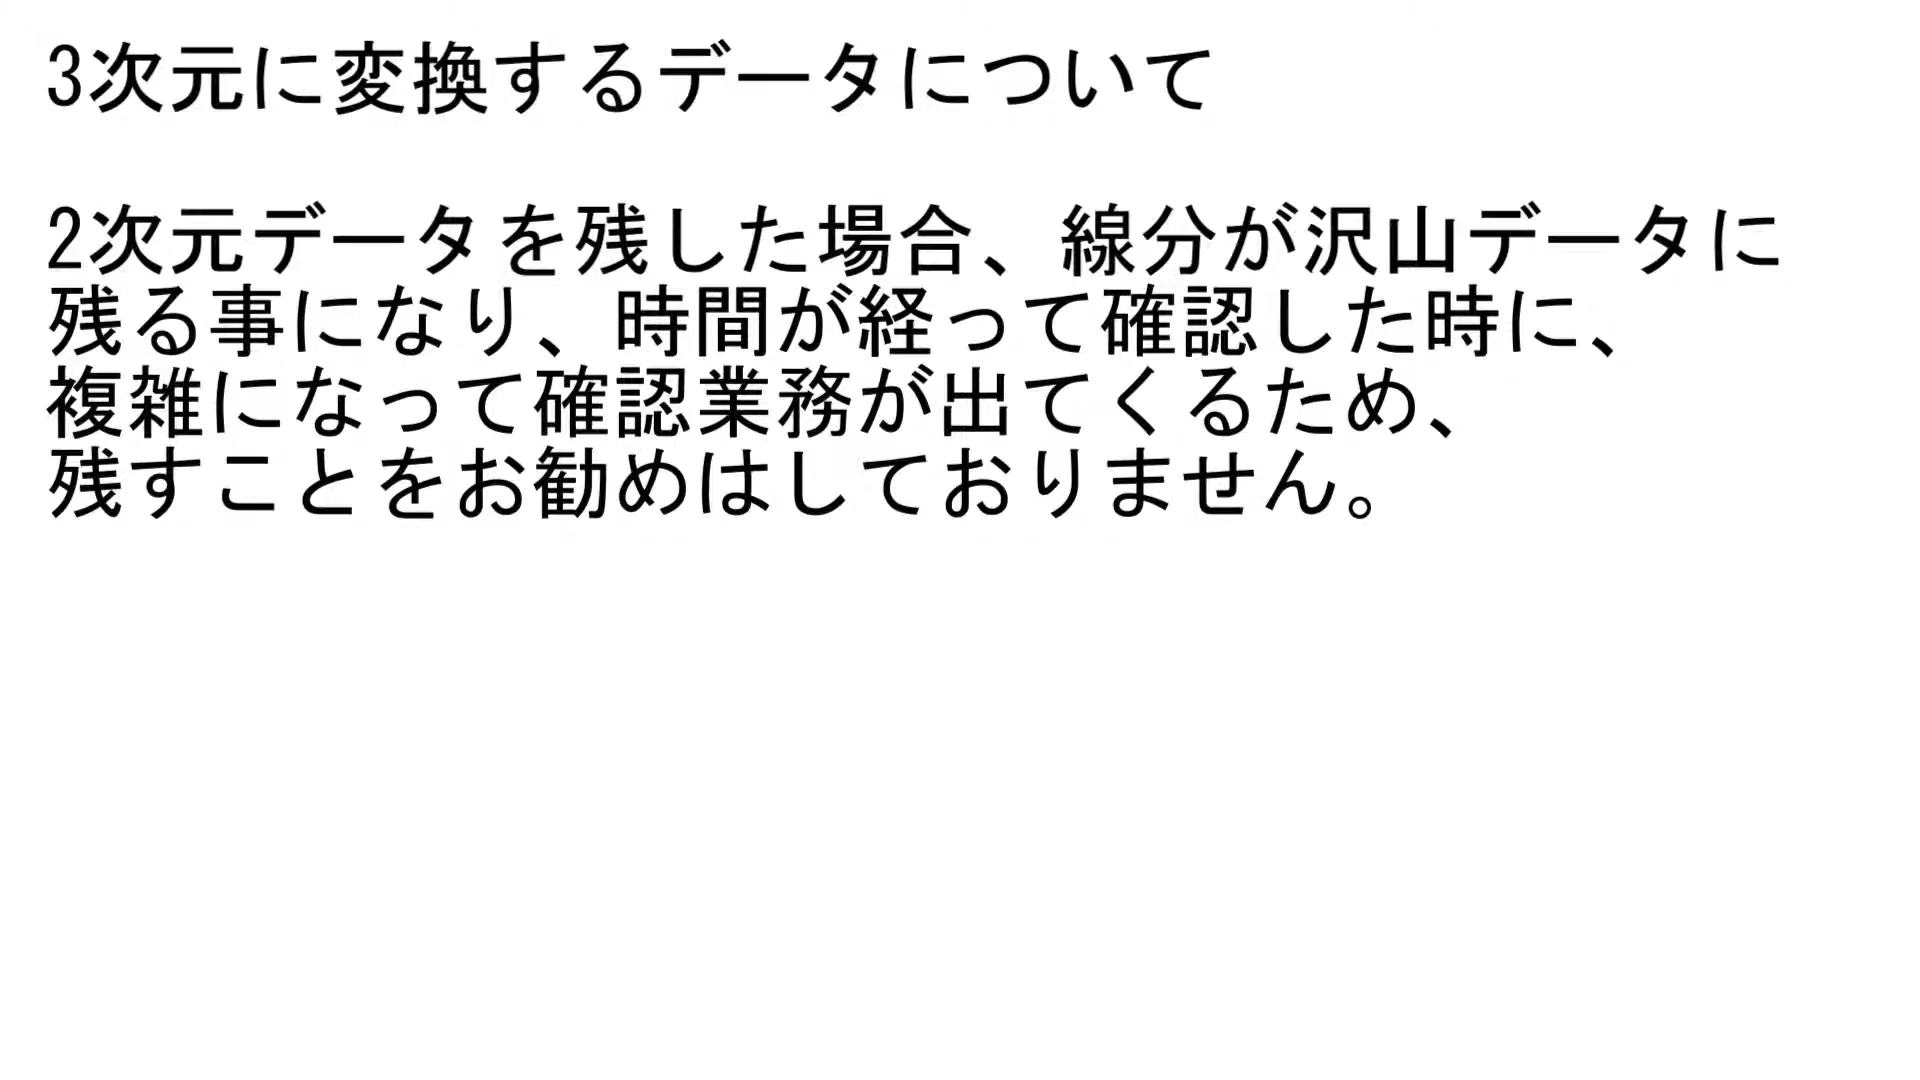 3次元に変換するデータについて
2次元データを残した場合、線分が沢山データに
残る事になり、時間が経って確認した時に、
複雑になって確認業務が出てくるため、
残すことをお勧めはしておりません。